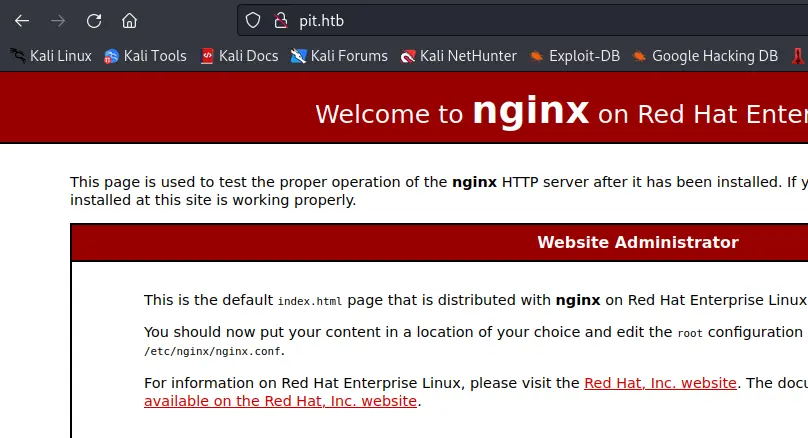 pit.htb
Kali Linux Kali Tools Kali Docs Kali Forums Kali NetHunter Exploit-DB Google Hacking DB
Welcome to nginx on Red Hat Enter
This page is used to test the proper operation of the nginx HTTP server after it has been installed. If y
installed at this site is working properly.
Website Administrator
This is the default index.html page that is distributed with nginx on Red Hat Enterprise Linux
You should now put your content in a location of your choice and edit the root configuration
/etc/nginx/nginx.conf.
For information on Red Hat Enterprise Linux, please visit the Red Hat, Inc. website. The docu
available on the Red Hat, Inc. website.